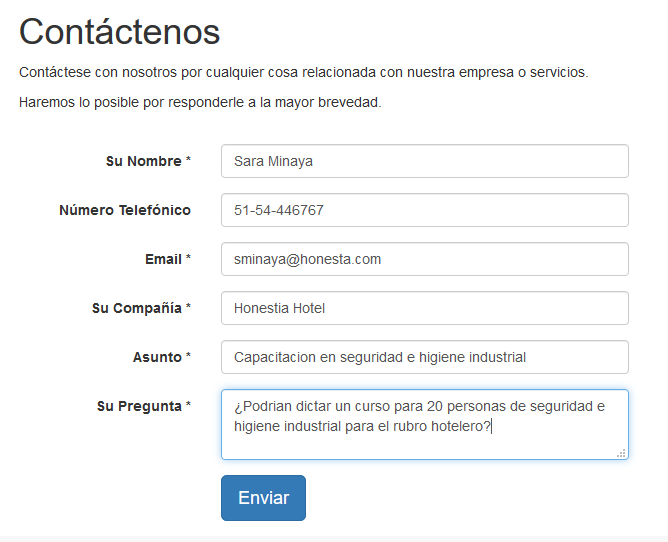 Contáctenos
Contáctese con nosotros por cualquier cosa relacionada con nuestra empresa o servicios.
Haremos lo posible por responderle a la mayor brevedad.
Su Nombre * Sara Minaya
Número Telefónico 51-54-446767
Email * sminaya@honesta.com
Su Compañía * Honestia Hotel
Asunto * Capacitacion en seguridad e higiene industrial
Su Pregunta * ¿Podrian dictar un curso para 20 personas de seguridad e
higiene industrial para el rubro hotelero?
Enviar